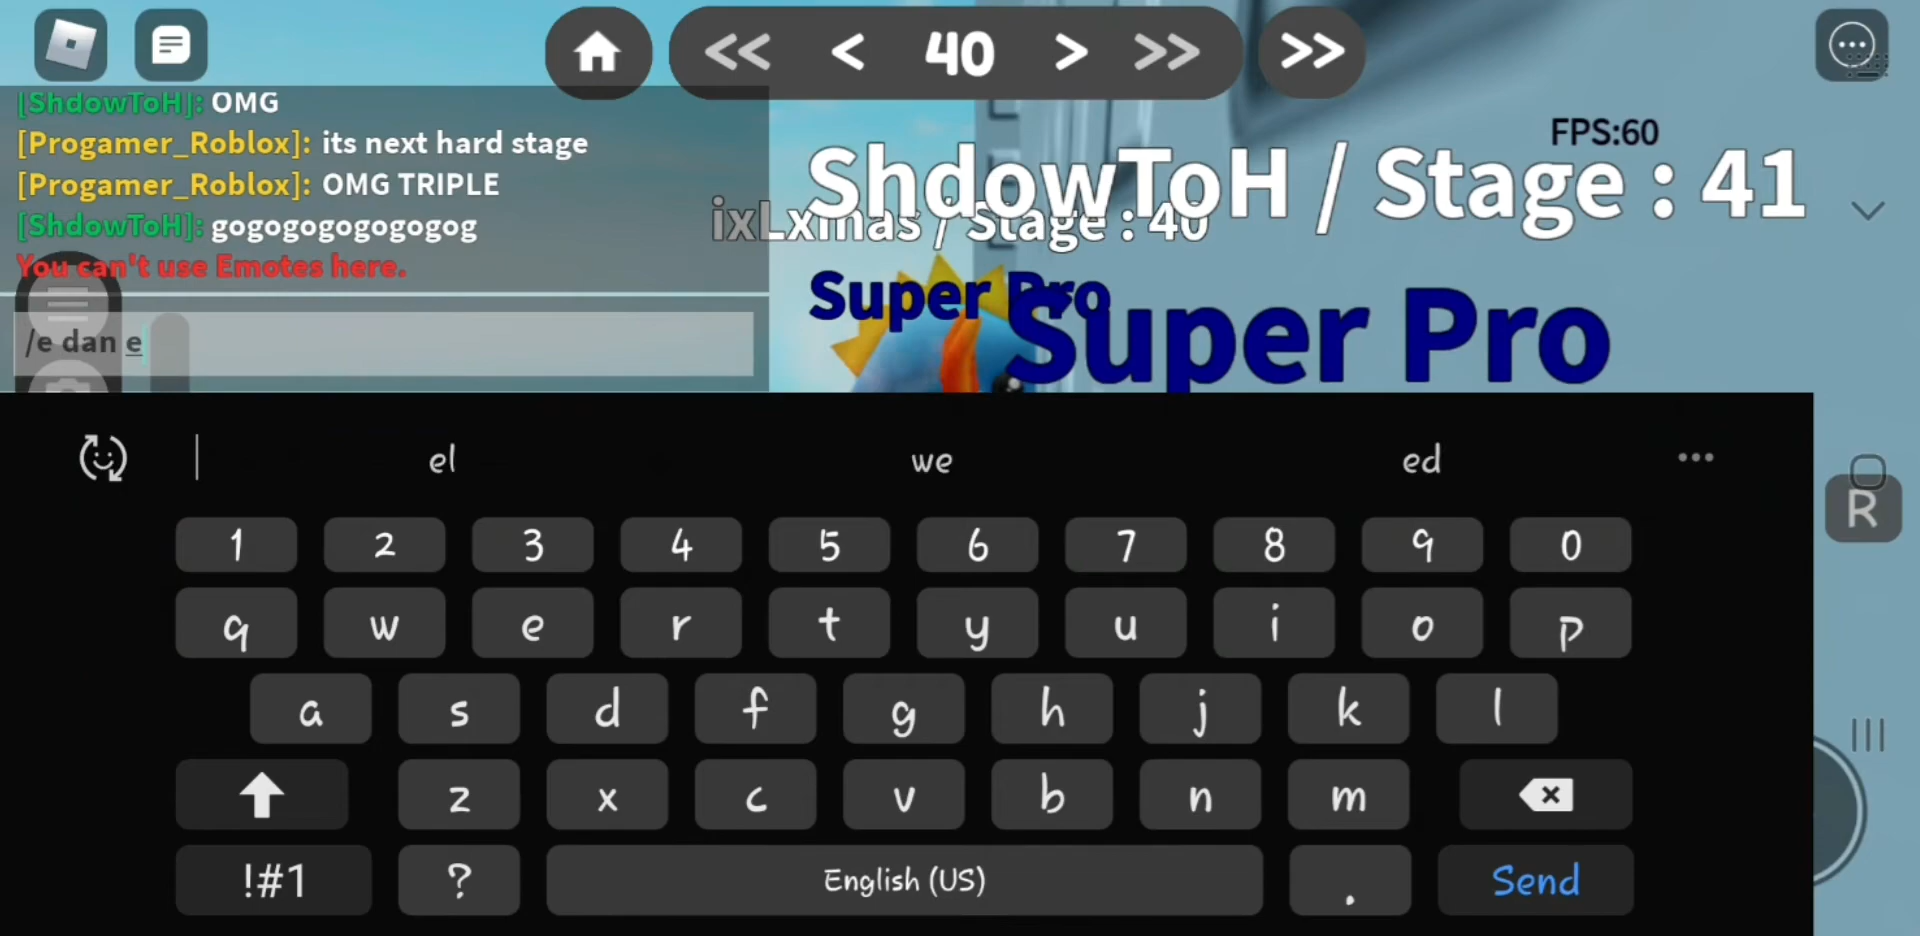 << < 40 > >> >>
[ShdowToH]: OMG
[Progamer_Roblox]: its next hard stage
[Progamer_Roblox]: OMG TRIPLE
[ShdowToH]: gogogogogogogog
You can't use Emotes here.
/e dan e
FPS:60
ShdowToH / Stage : 41
ixLxmas / Stage : 40
Super Pro
Super Pro
R
el we ed
1 2 3 4 5 6 7 8 9 0
q w e r t y u i o p
a s d f g h j k l
z x c v b n m
!#1 ? English (US) . Send